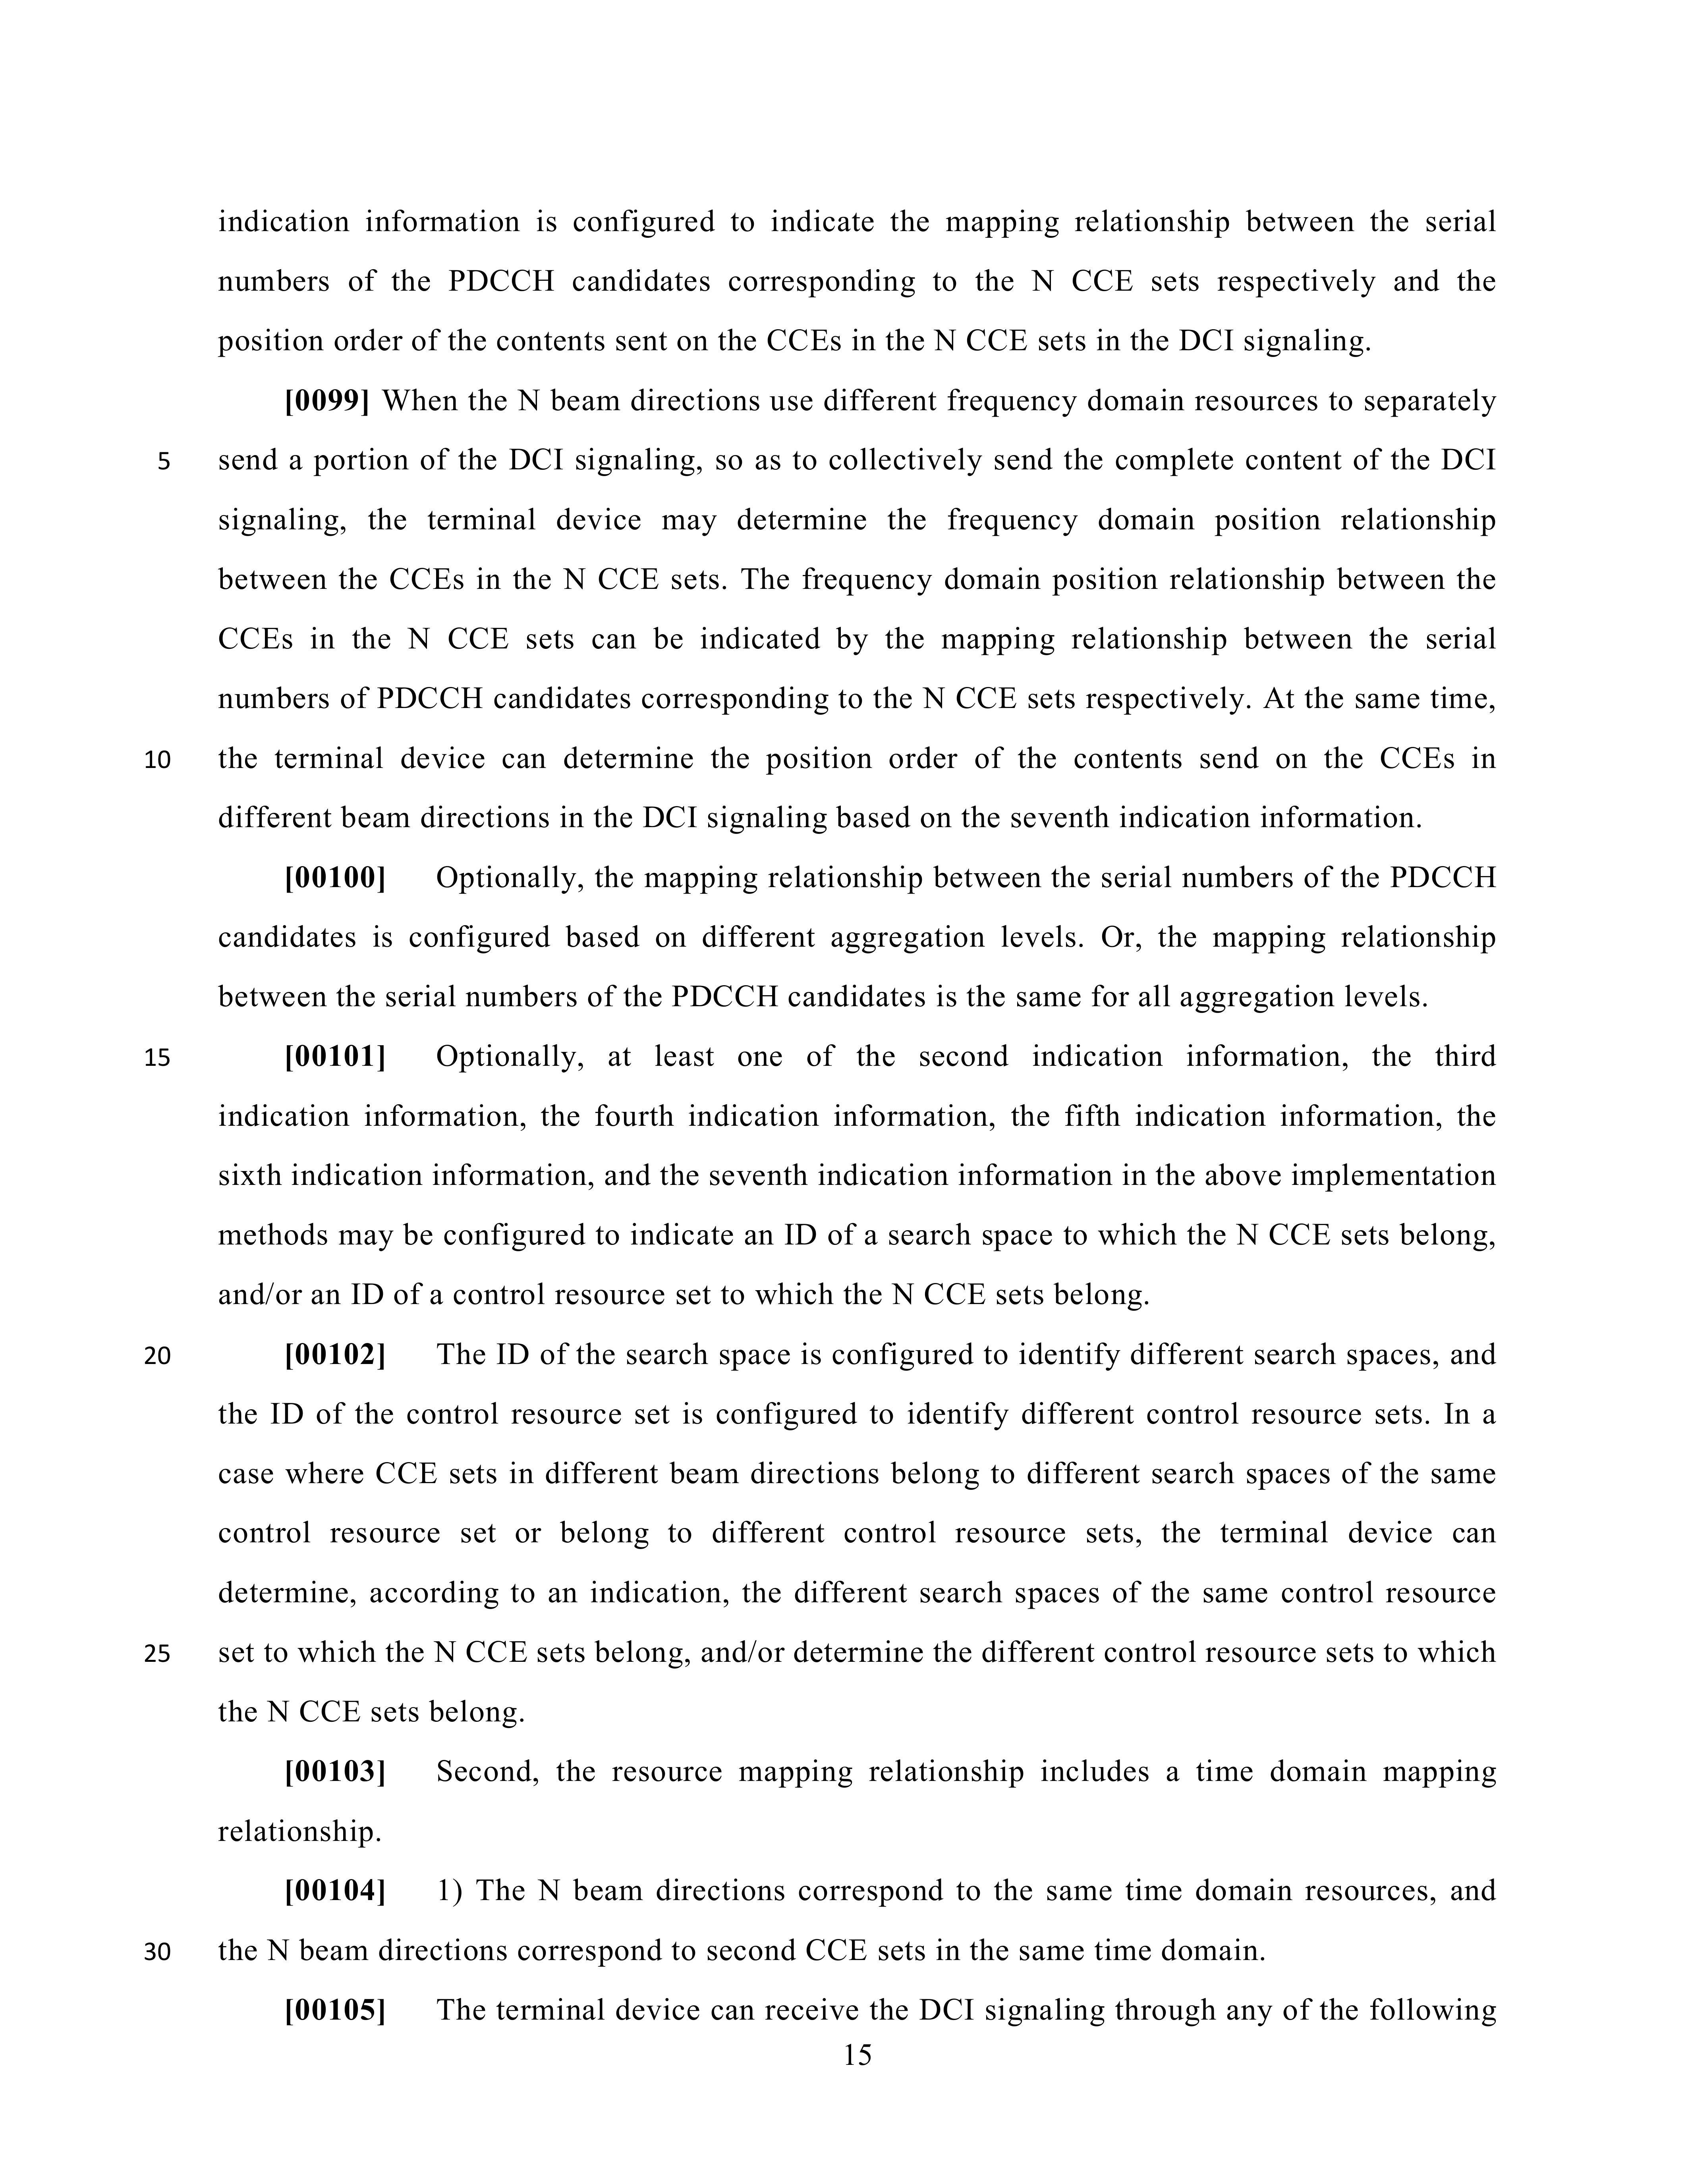 indication information is configured to indicate the mapping relationship between the serial
numbers of the PDCCH candidates corresponding to the N CCE sets respectively and the
position order of the contents sent on the CCEs in the N CCE sets in the DCI signaling.
[0099] When the N beam directions use different frequency domain resources to separately
5 send a portion of the DCI signaling, so as to collectively send the complete content of the DCI
signaling, the terminal device may determine the frequency domain position relationship
between the CCEs in the N CCE sets. The frequency domain position relationship between the
CCEs in the N CCE sets can be indicated by the mapping relationship between the serial
numbers of PDCCH candidates corresponding to the N CCE sets respectively. At the same time,
10 the terminal device can determine the position order of the contents send on the CCEs in
different beam directions in the DCI signaling based on the seventh indication information.
[00100] Optionally, the mapping relationship between the serial numbers of the PDCCH
candidates is configured based on different aggregation levels. Or, the mapping relationship
between the serial numbers of the PDCCH candidates is the same for all aggregation levels.
15 [00101] Optionally, at least one of the second indication information, the third
indication information, the fourth indication information, the fifth indication information, the
sixth indication information, and the seventh indication information in the above implementation
methods may be configured to indicate an ID of a search space to which the N CCE sets belong,
and/or an ID of a control resource set to which the N CCE sets belong.
20 [00102] The ID of the search space is configured to identify different search spaces, and
the ID of the control resource set is configured to identify different control resource sets. In a
case where CCE sets in different beam directions belong to different search spaces of the same
control resource set or belong to different control resource sets, the terminal device can
determine, according to an indication, the different search spaces of the same control resource
25 set to which the N CCE sets belong, and/or determine the different control resource sets to which
the N CCE sets belong.
[00103] Second, the resource mapping relationship includes a time domain mapping
relationship.
[00104] 1) The N beam directions correspond to the same time domain resources, and
30 the N beam directions correspond to second CCE sets in the same time domain.
[00105] The terminal device can receive the DCI signaling through any of the following
15